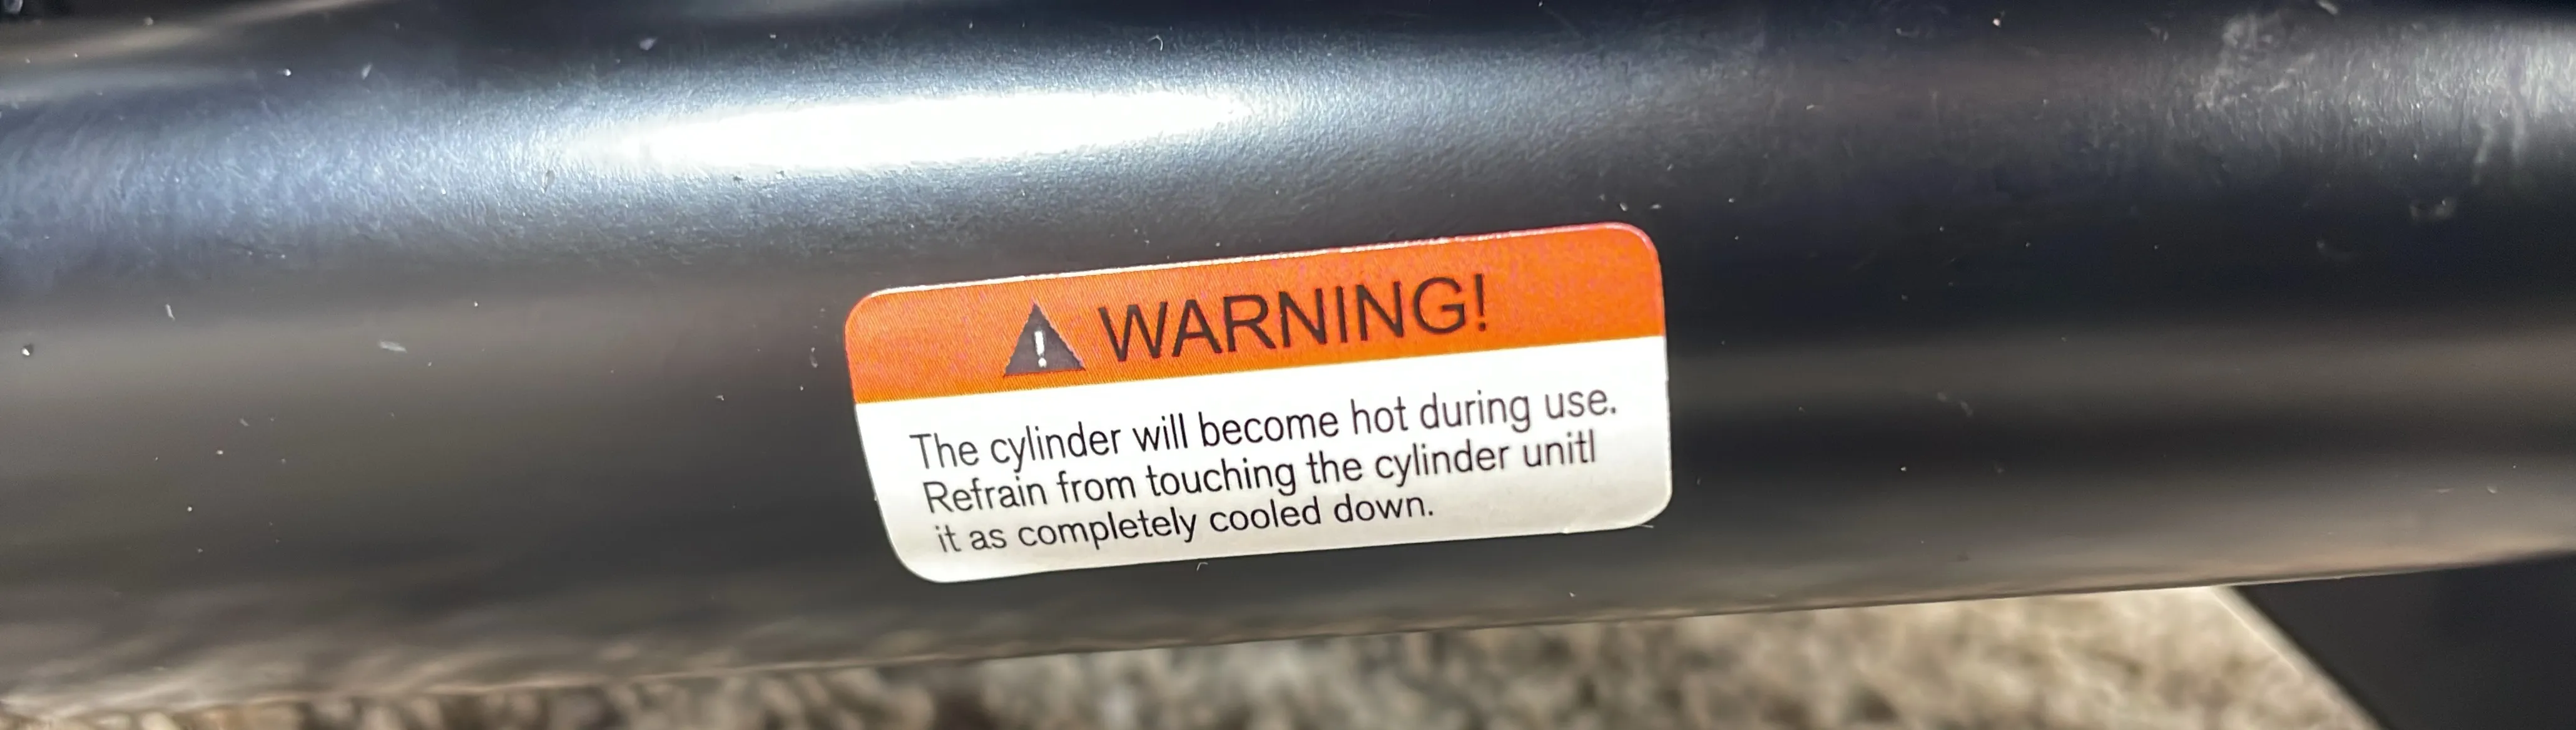 ⚠ WARNING!
The cylinder will become hot during use.
Refrain from touching the cylinder unitl
it as completely cooled down.